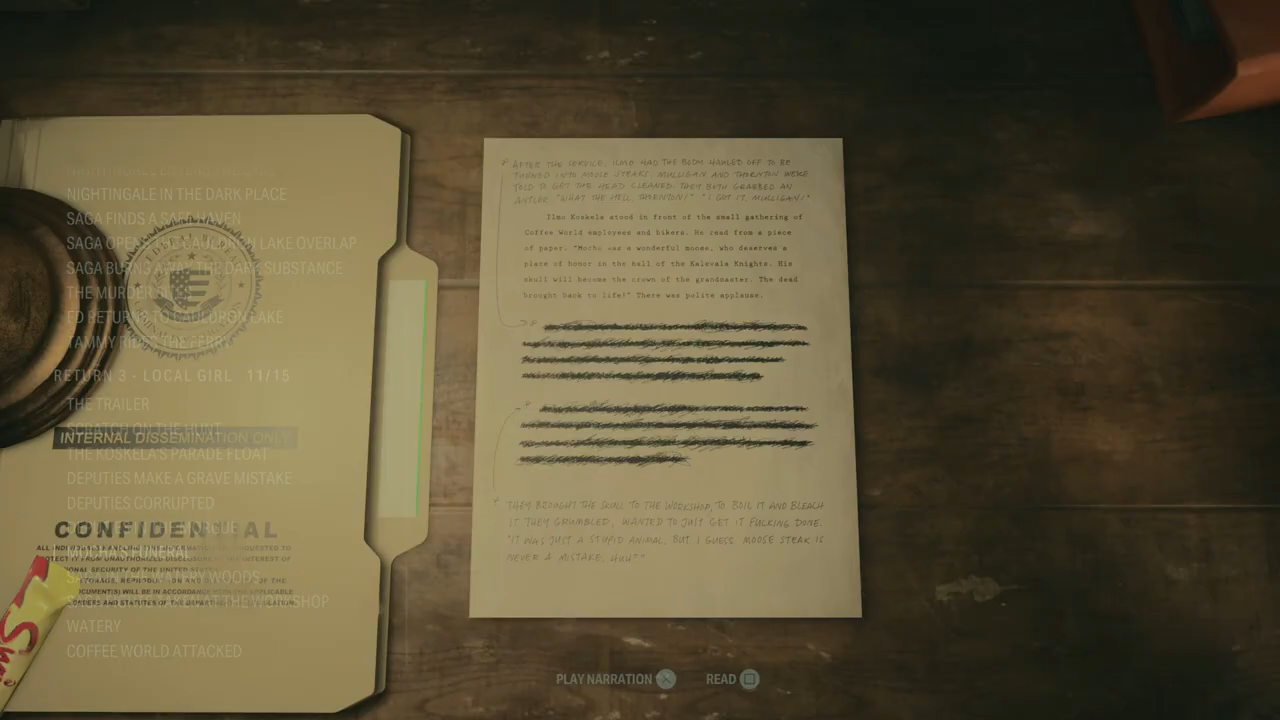 NIGHTINGALE IN THE DARK PLACE
SAGA FINDS A SAFE HAVEN
SAGA OPENS THE CAULDRON LAKE OVERLAP
SAGA BURNS AWAY THE DARK SUBSTANCE
THE MURDER
ED RETURNS TO CAULDRON LAKE
TAMMY RIDES THE FERRY
RETURN 3 - LOCAL GIRL 11/15
THE TRAILER
SCRATCH ON THE HUNT
INTERNAL DISSEMINATION ONLY
THE KOSKELA'S PARADE FLOAT
DEPUTIES MAKE A GRAVE MISTAKE
DEPUTIES CORRUPTED
CONFIDENTIAL
WATERY WOODS
AT THE WORKSHOP
WATERY
COFFEE WORLD ATTACKED
AFTER THE SERVICE, ILMO HAD THE BODY HAULED OFF TO BE
TURNED INTO MOOSE STEAKS. MULLIGAN AND THORNTON WERE
TOLD TO GET THE HEAD CLEANED. THEY BOTH GRABBED AN
ANTLER. "WHAT THE HELL, THORNTON!" "I GOT IT, MULLIGAN!"
Ilmo Koskela stood in front of the small gathering of
Coffee World employees and bikers. He read from a piece
of paper. "Mocha was a wonderful moose, who deserves a
place of honor in the hall of the Kalevala Knights. His
skull will become the crown of the grandmaster. The dead
brought back to life!" There was polite applause.
THEY BROUGHT THE SKULL TO THE WORKSHOP, TO BOIL IT AND BLEACH
IT. THEY GRUMBLED, WANTED TO JUST GET IT FUCKING DONE.
"IT WAS JUST A STUPID ANIMAL, BUT I GUESS MOOSE STEAK IS
NEVER A MISTAKE, HUH"
PLAY NARRATION
READ